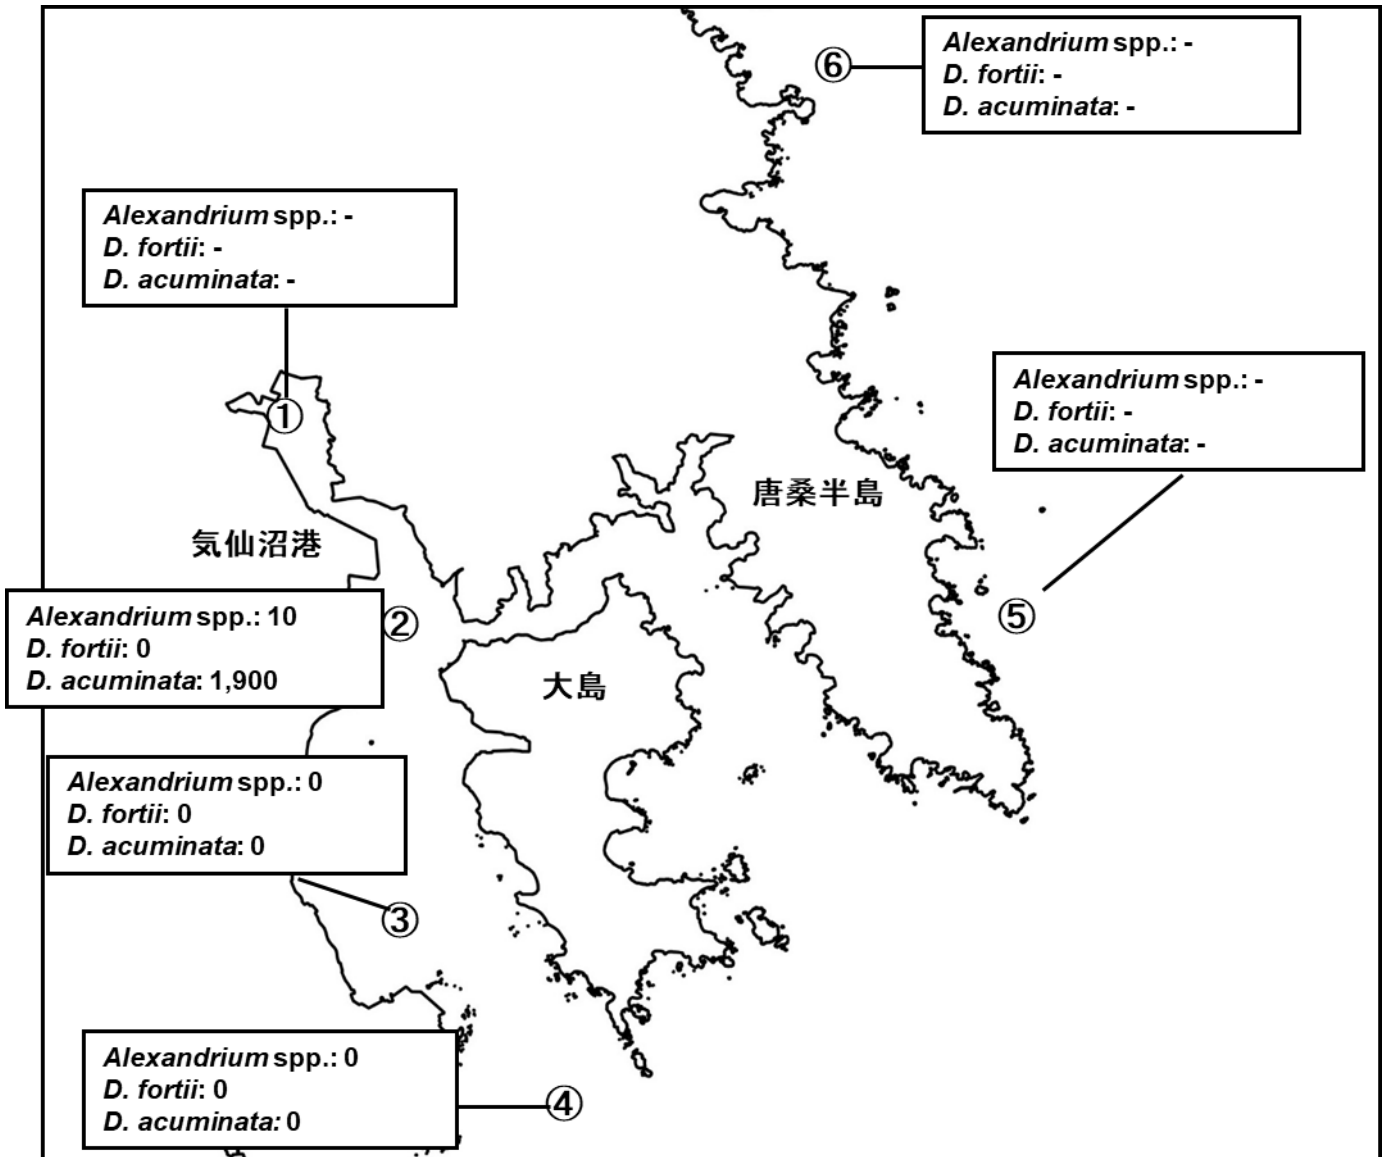 ⑥
Alexandrium spp.: -
D. fortii: -
D. acuminata: -
Alexandrium spp.: -
D. fortii: -
D. acuminata: -
①
Alexandrium spp.: -
D. fortii: -
D. acuminata: -
⑤
唐桑半島
気仙沼港
Alexandrium spp.: 10
D. fortii: 0
D. acuminata: 1,900
②
大島
Alexandrium spp.: 0
D. fortii: 0
D. acuminata: 0
③
Alexandrium spp.: 0
D. fortii: 0
D. acuminata: 0
④